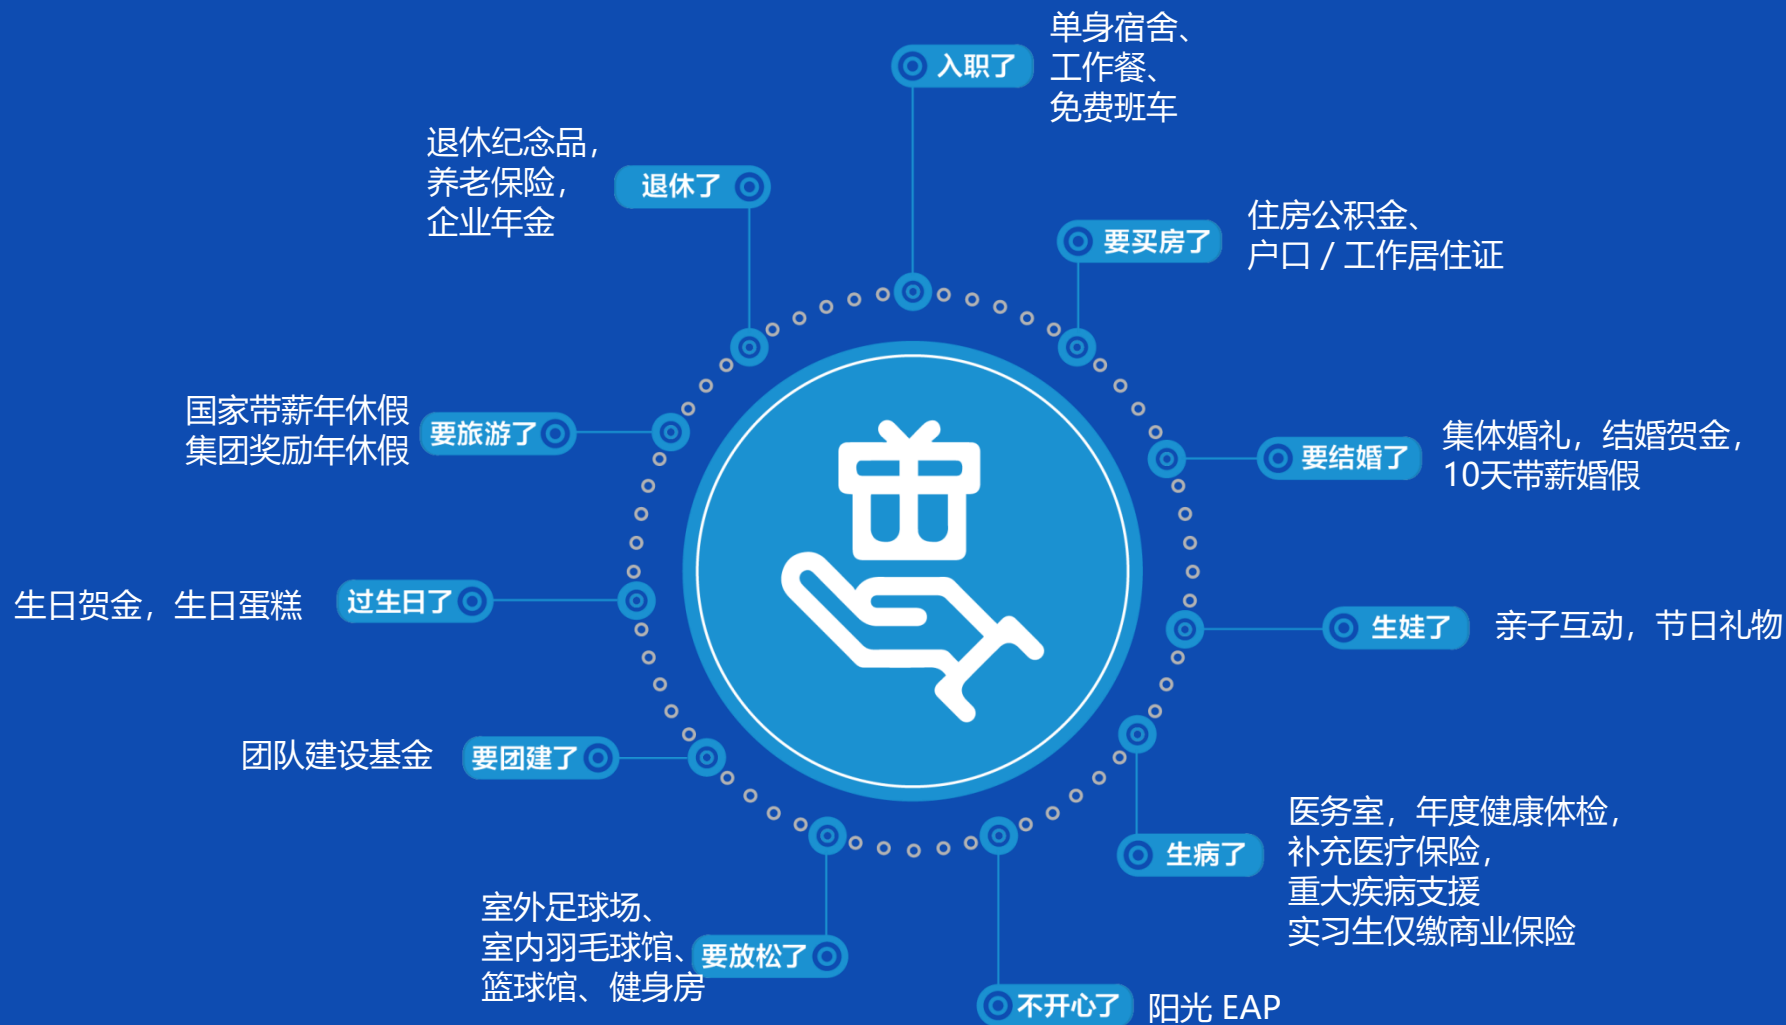 入职了
单身宿舍、
工作餐、
免费班车
要买房了
住房公积金、
户口 / 工作居住证
要结婚了
集体婚礼，结婚贺金，
10天带薪婚假
生娃了
亲子互动，节日礼物
生病了
医务室，年度健康体检，
补充医疗保险，
重大疾病支援
实习生仅缴商业保险
不开心了
阳光 EAP
要放松了
室外足球场、
室内羽毛球馆、
篮球馆、健身房
要团建了
团队建设基金
过生日了
生日贺金，生日蛋糕
要旅游了
国家带薪年休假
集团奖励年休假
退休了
退休纪念品，
养老保险，
企业年金